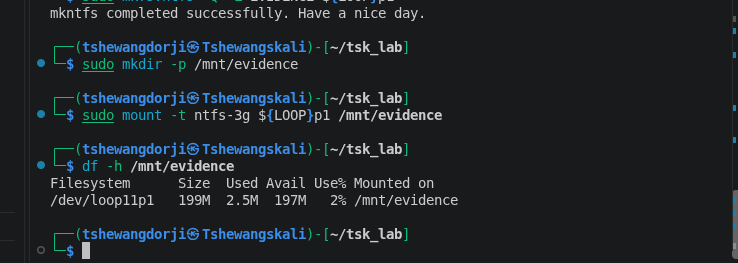 mkntfs completed successfully. Have a nice day.
┌──(tshewangdorji㉿Tshewangskali)-[~/tsk_lab]
└─$ sudo mkdir -p /mnt/evidence
┌──(tshewangdorji㉿Tshewangskali)-[~/tsk_lab]
└─$ sudo mount -t ntfs-3g ${LOOP}p1 /mnt/evidence
┌──(tshewangdorji㉿Tshewangskali)-[~/tsk_lab]
└─$ df -h /mnt/evidence
Filesystem      Size  Used Avail Use% Mounted on
/dev/loop11p1   199M  2.5M  197M   2% /mnt/evidence
┌──(tshewangdorji㉿Tshewangskali)-[~/tsk_lab]
└─$